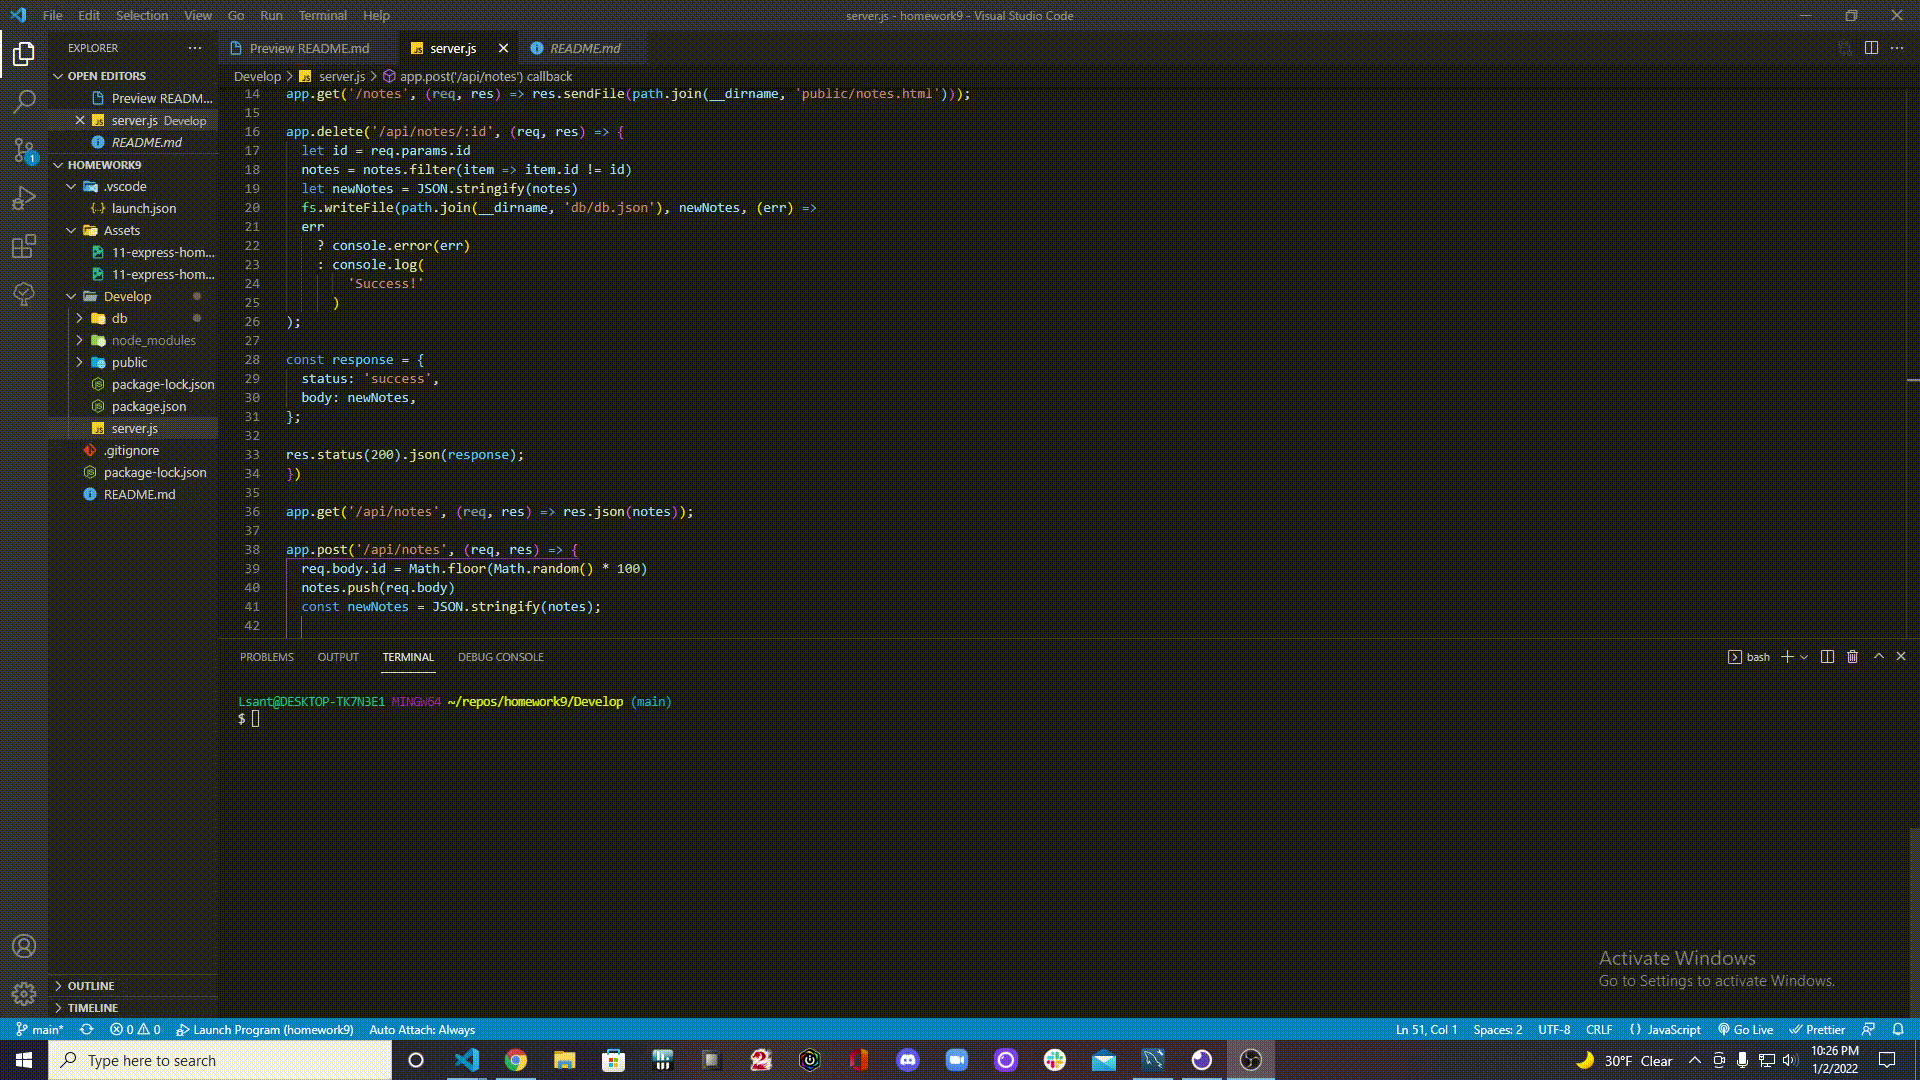 File Edit Selection View Go Run Terminal Help
server.js - homework9 - Visual Studio Code
EXPLORER ···
OPEN EDITORS
Preview READM...
server.js Develop
README.md
HOMEWORK9
.vscode
launch.json
Assets
11-express-hom...
11-express-hom...
Develop
db
node_modules
public
package-lock.json
package.json
server.js
.gitignore
package-lock.json
README.md
OUTLINE
TIMELINE
Preview README.md
server.js
README.md
Develop > server.js > app.post('/api/notes') callback
14 app.get('/notes', (req, res) => res.sendFile(path.join(__dirname, 'public/notes.html')));
15
16 app.delete('/api/notes/:id', (req, res) => {
17 let id = req.params.id
18 notes = notes.filter(item => item.id != id)
19 let newNotes = JSON.stringify(notes)
20 fs.writeFile(path.join(__dirname, 'db/db.json'), newNotes, (err) =>
21 err
22 ? console.error(err)
23 : console.log(
24 'Success!'
25 )
26 );
27
28 const response = {
29 status: 'success',
30 body: newNotes,
31 };
32
33 res.status(200).json(response);
34 })
35
36 app.get('/api/notes', (req, res) => res.json(notes));
37
38 app.post('/api/notes', (req, res) => {
39 req.body.id = Math.floor(Math.random() * 100)
40 notes.push(req.body)
41 const newNotes = JSON.stringify(notes);
42
PROBLEMS OUTPUT TERMINAL DEBUG CONSOLE
bash
Lsant@DESKTOP-TK7N3E1 MINGW64 ~/repos/homework9/Develop (main)
$
Activate Windows
Go to Settings to activate Windows.
1
main* 0 0 Launch Program (homework9) Auto Attach: Always
Ln 51, Col 1 Spaces: 2 UTF-8 CRLF {} JavaScript Go Live Prettier
Type here to search
30°F Clear
10:26 PM
1/2/2022